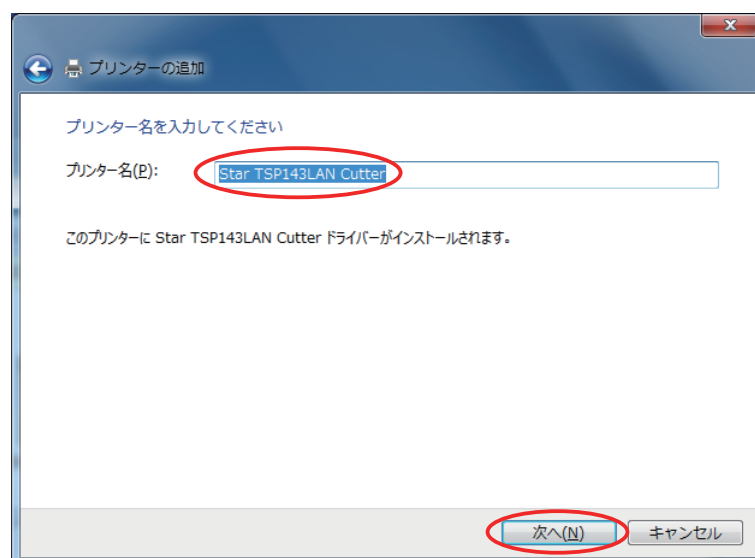 プリンターの追加
プリンター名を入力してください
プリンター名(P): Star TSP143LAN Cutter
このプリンターに Star TSP143LAN Cutter ドライバーがインストールされます。
次へ(N) キャンセル